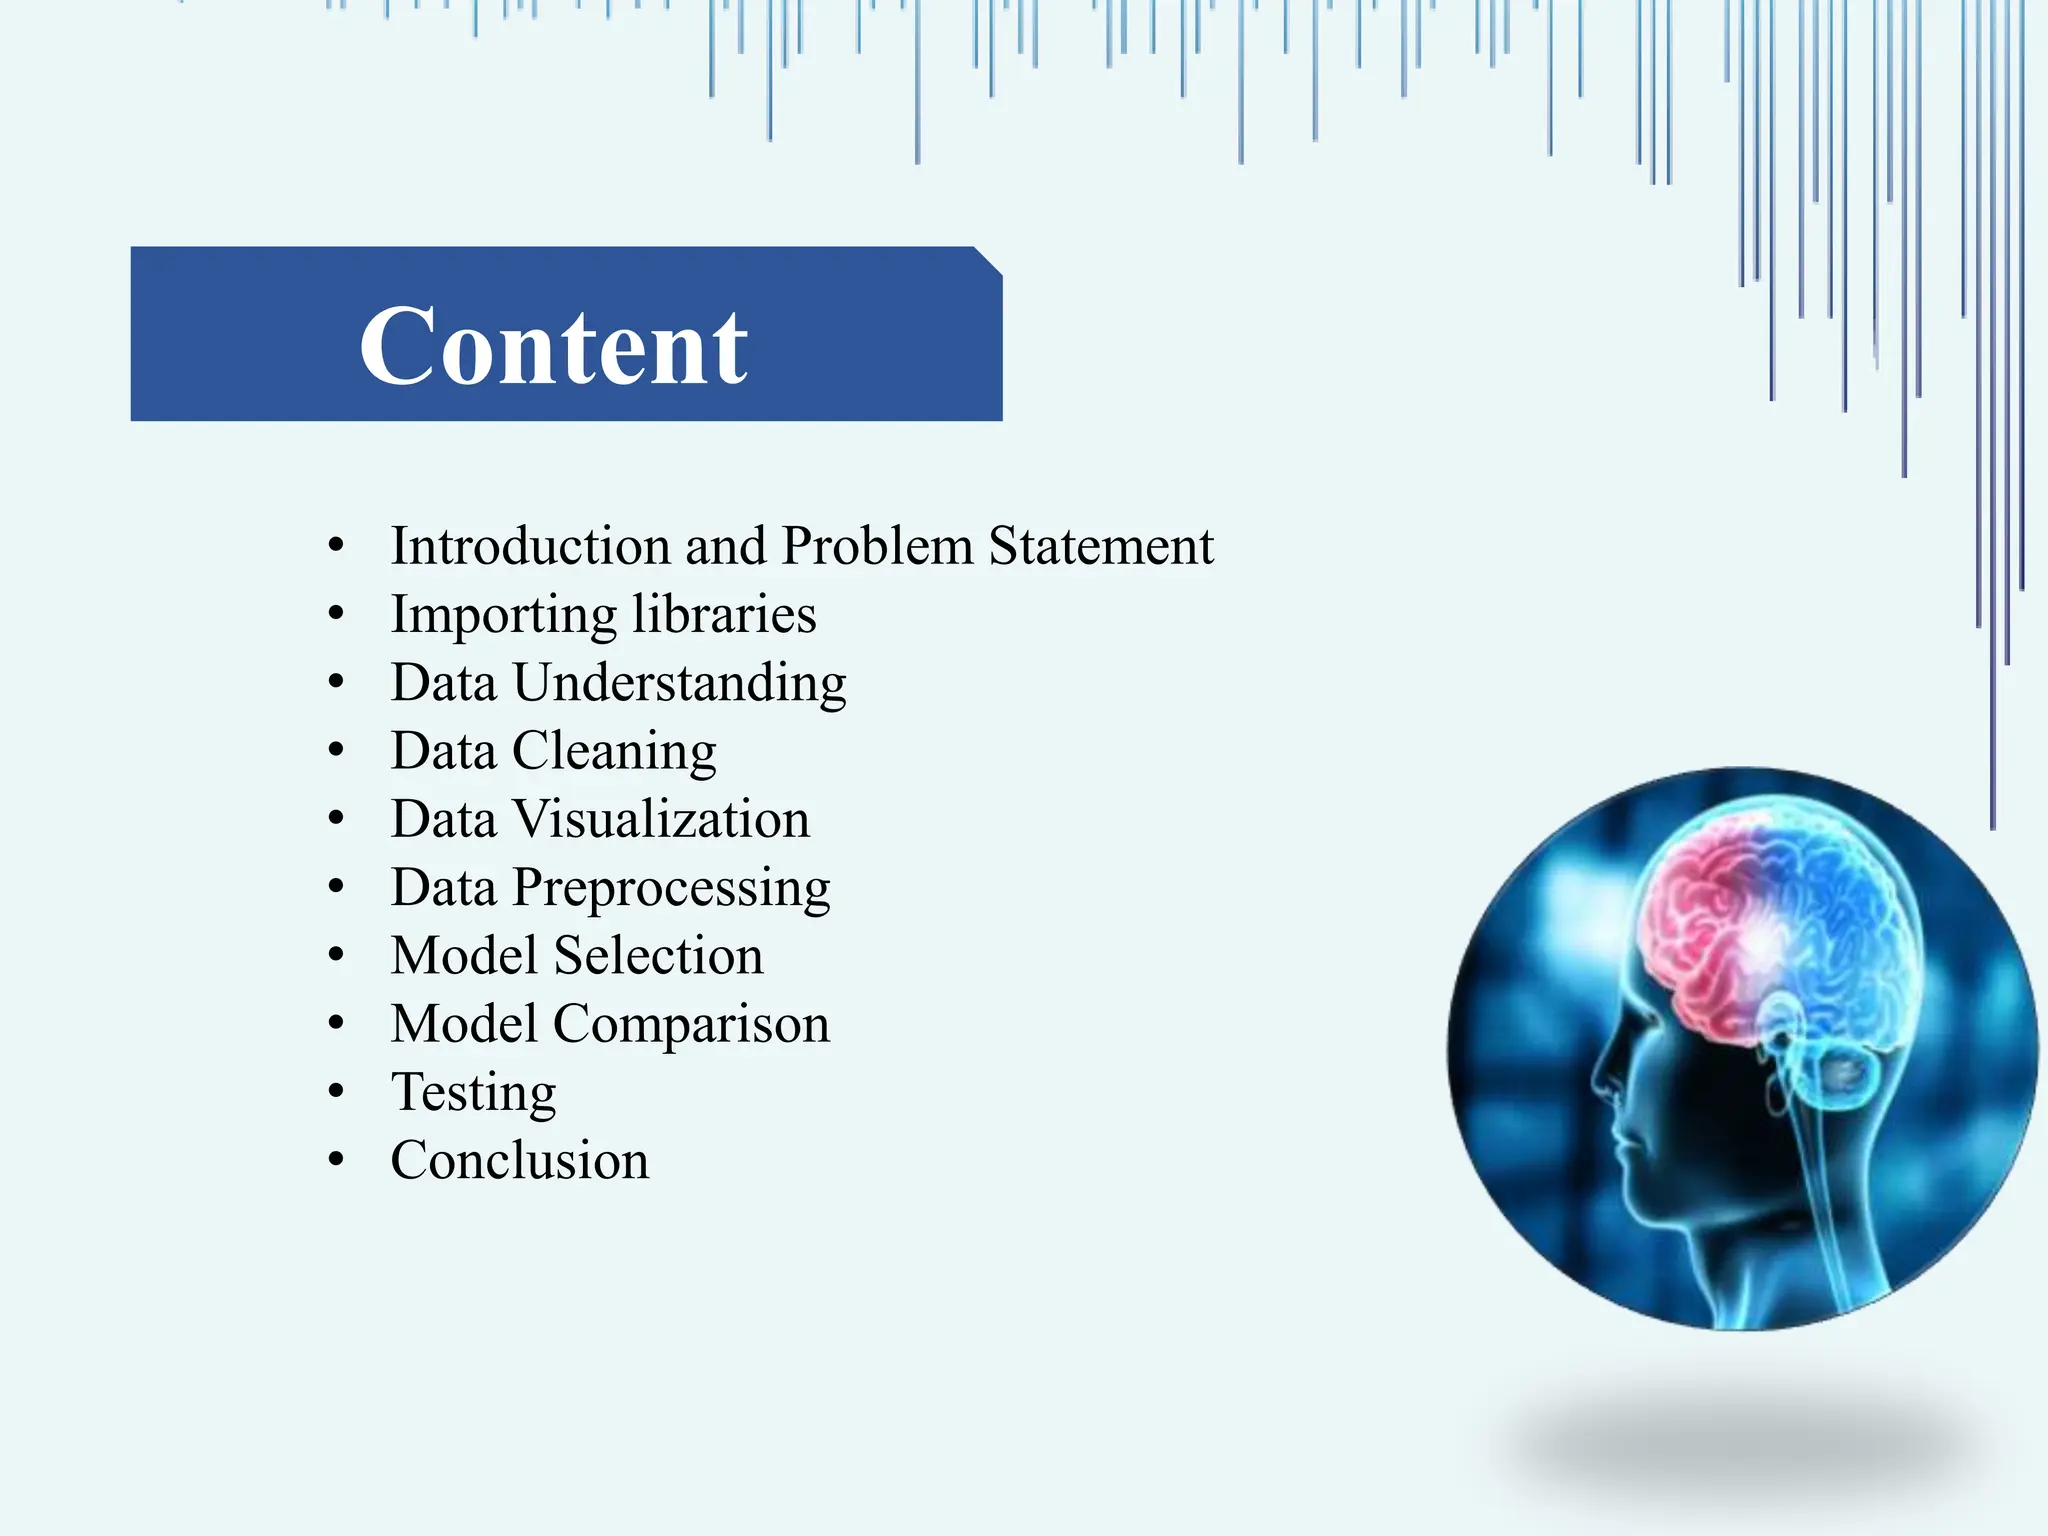 Content
• Introduction and Problem Statement
• Importing libraries
• Data Understanding
• Data Cleaning
• Data Visualization
• Data Preprocessing
• Model Selection
• Model Comparison
• Testing
• Conclusion